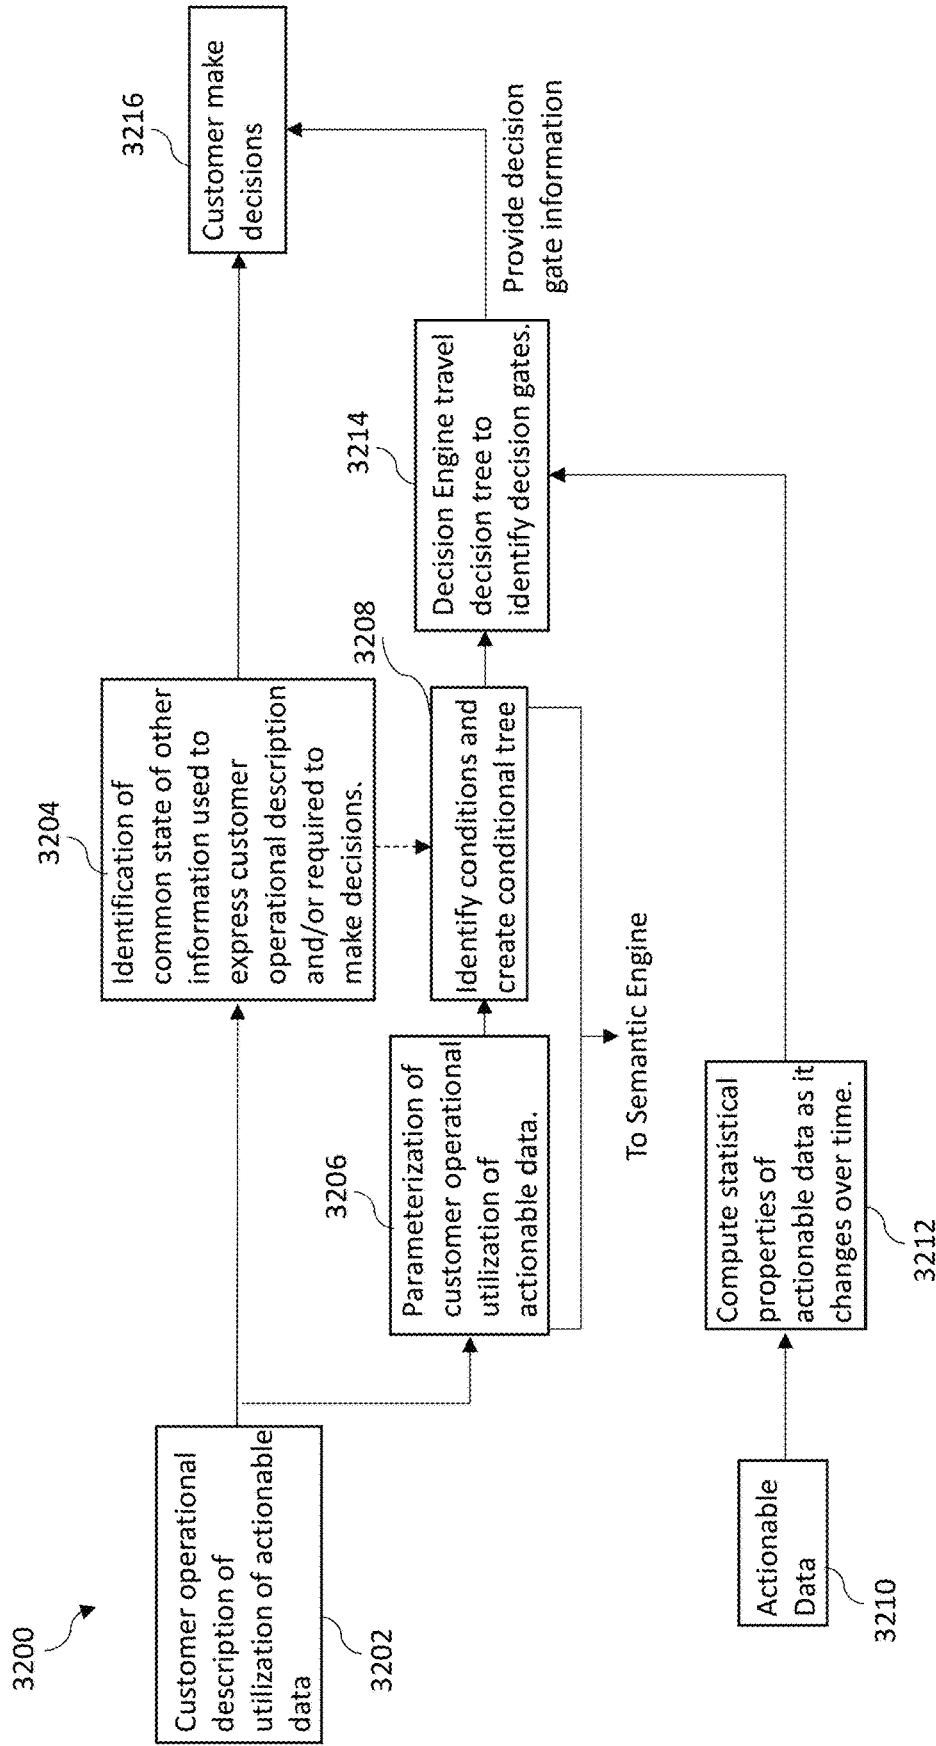 3200
Customer operational
description of
utilization of actionable
data
3202
3204
Identification of
common state of other
information used to
express customer
operational description
and/or required to
make decisions.
3216
Customer make
decisions
3206
Parameterization of
customer operational
utilization of
actionable data.
3208
Identify conditions and
create conditional tree
3214
Decision Engine travel
decision tree to
identify decision gates.
Provide decision
gate information
To Semantic Engine
Actionable
Data
3210
Compute statistical
properties of
actionable data as it
changes over time.
3212